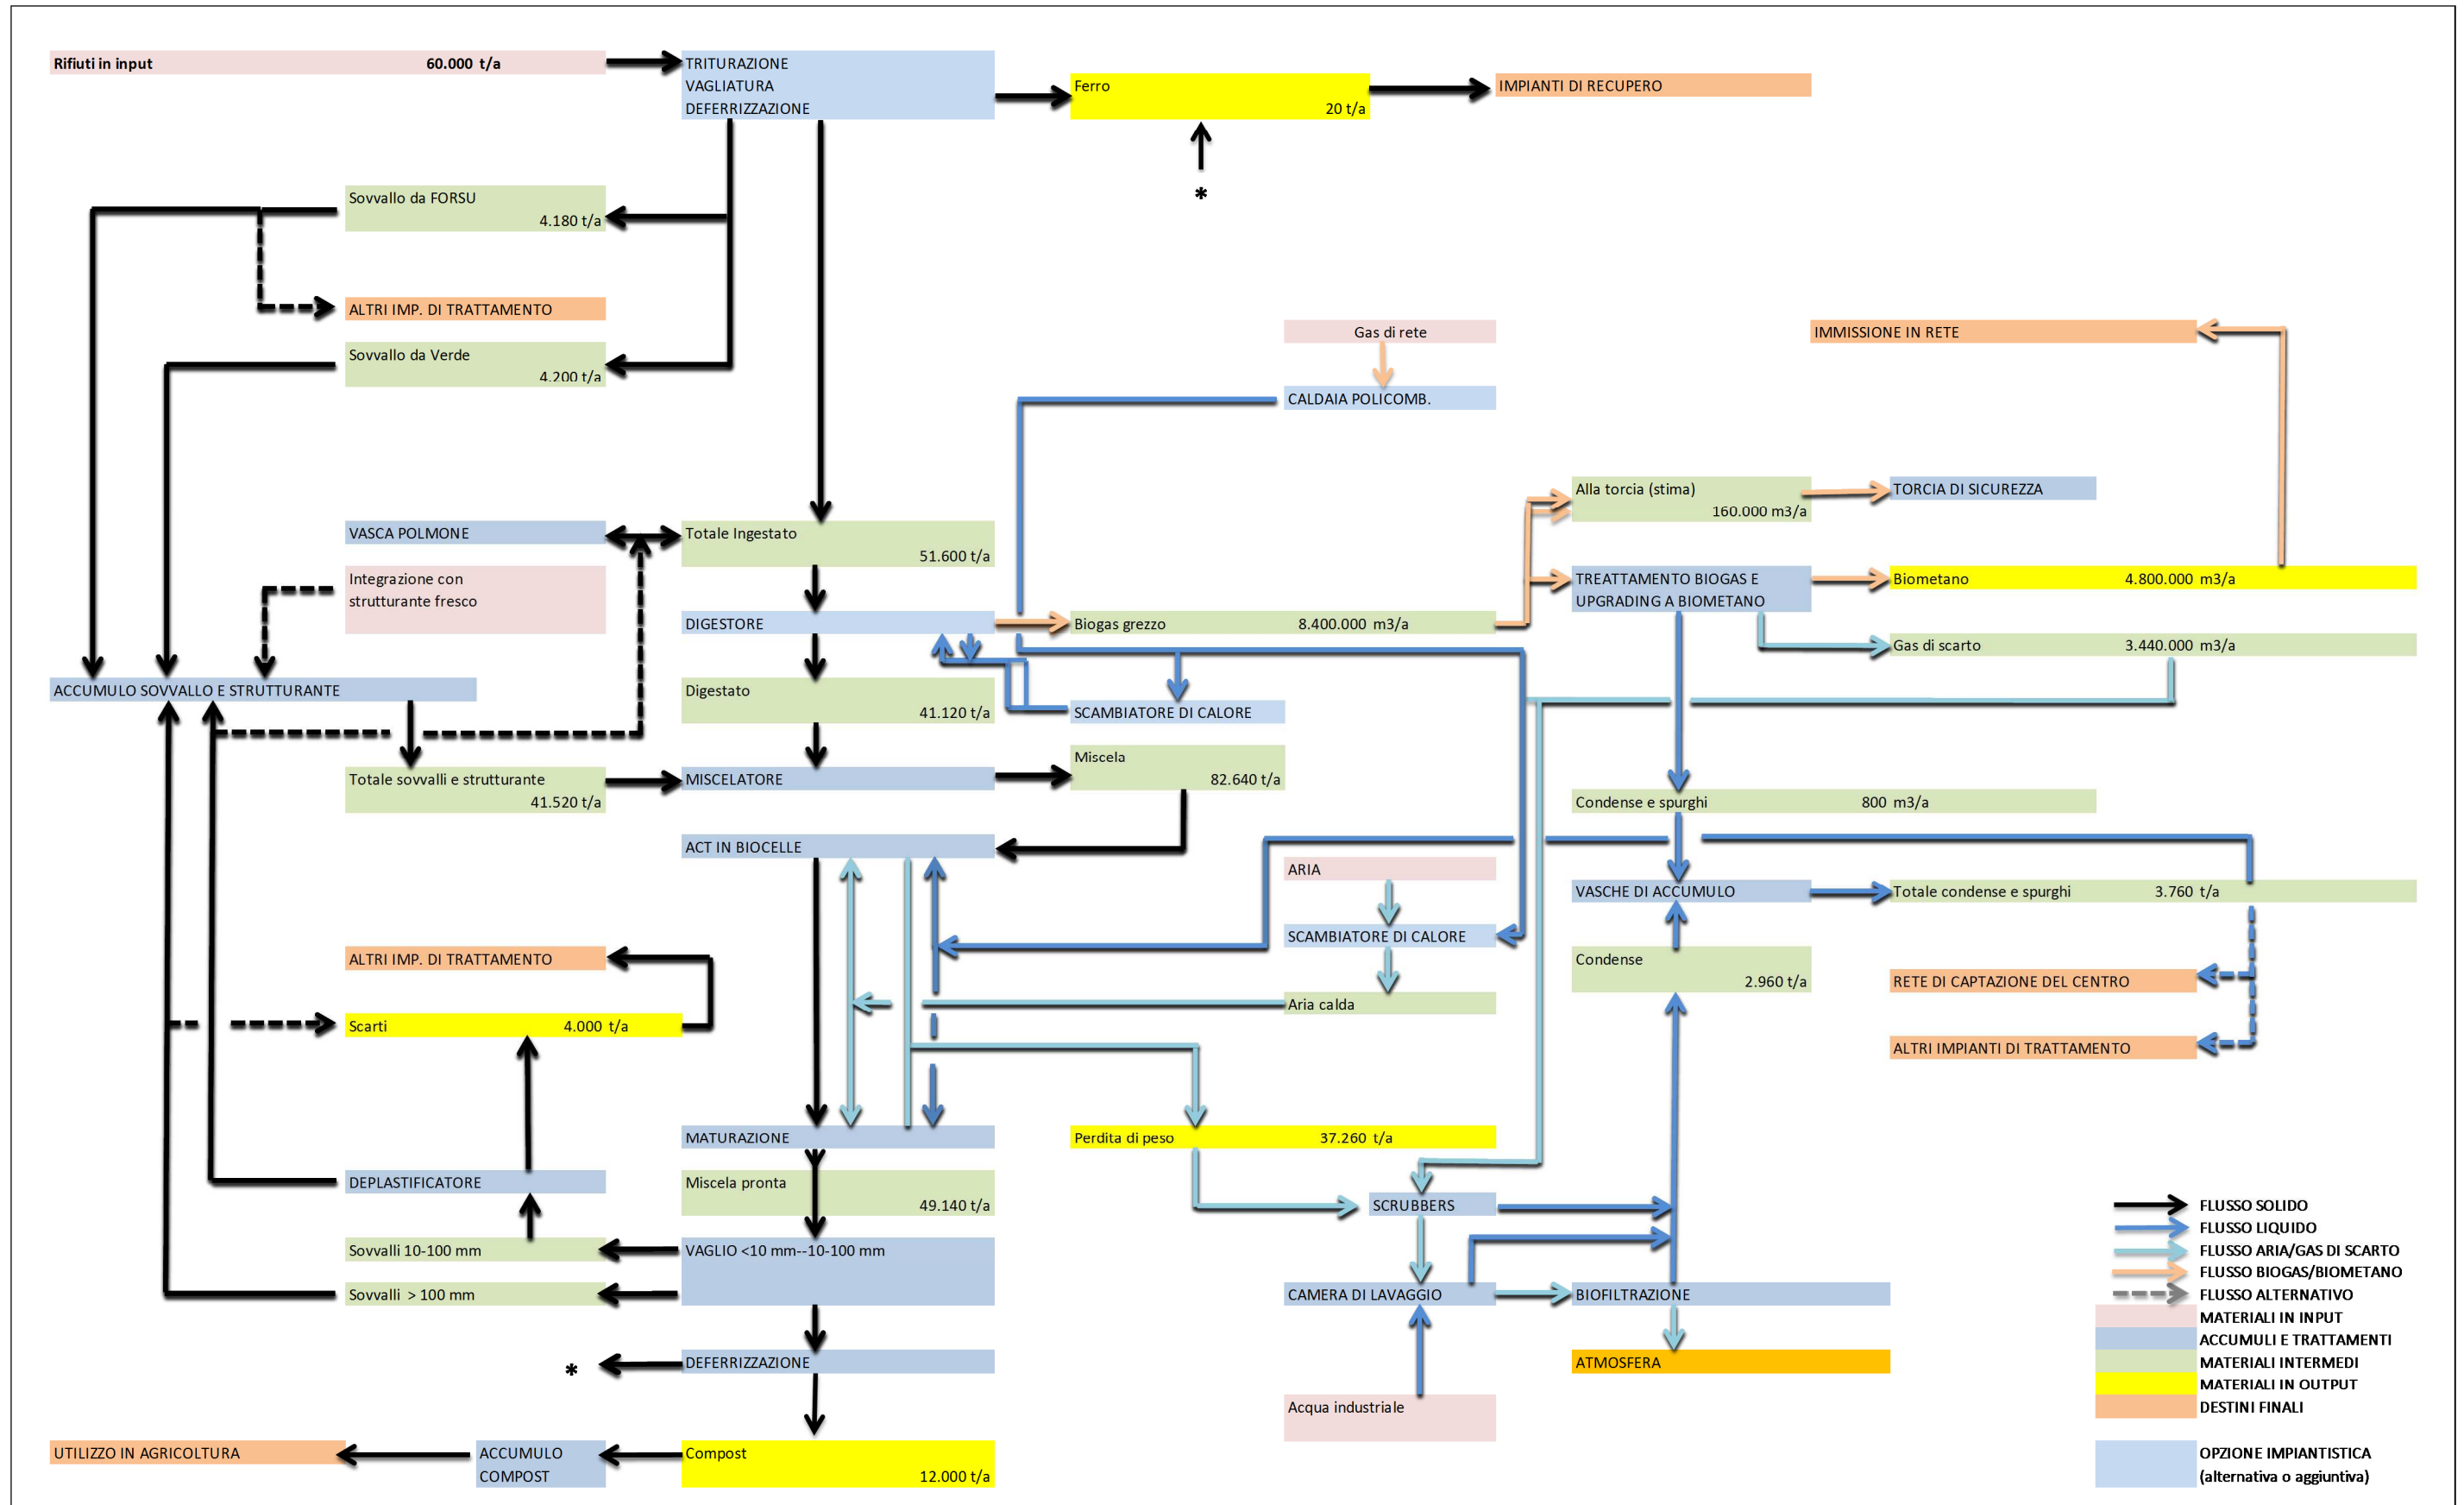 Rifiuti in input 60.000 t/a
TRITURAZIONE
VAGLIATURA
DEFERRIZZAZIONE
Ferro
20 t/a
IMPIANTI DI RECUPERO
*
Sovvallo da FORSU
4.180 t/a
ALTRI IMP. DI TRATTAMENTO
Sovvallo da Verde
4.200 t/a
Gas di rete
IMMISSIONE IN RETE
CALDAIA POLICOMB.
Alla torcia (stima)
160.000 m3/a
TORCIA DI SICUREZZA
VASCA POLMONE
Totale Ingestato
51.600 t/a
Integrazione con
strutturante fresco
TREATTAMENTO BIOGAS E
UPGRADING A BIOMETANO
Biometano 4.800.000 m3/a
DIGESTORE
Biogas grezzo 8.400.000 m3/a
Gas di scarto 3.440.000 m3/a
ACCUMULO SOVVALLO E STRUTTURANTE
Digestato
41.120 t/a
SCAMBIATORE DI CALORE
Totale sovvalli e strutturante
41.520 t/a
MISCELATORE
Miscela
82.640 t/a
Condense e spurghi 800 m3/a
ACT IN BIOCELLE
ARIA
VASCHE DI ACCUMULO
Totale condense e spurghi 3.760 t/a
SCAMBIATORE DI CALORE
ALTRI IMP. DI TRATTAMENTO
Condense
2.960 t/a
RETE DI CAPTAZIONE DEL CENTRO
Aria calda
Scarti 4.000 t/a
ALTRI IMPIANTI DI TRATTAMENTO
MATURAZIONE
Perdita di peso 37.260 t/a
DEPLASTIFICATORE
Miscela pronta
49.140 t/a
SCRUBBERS
Sovvalli 10-100 mm
VAGLIO <10 mm--10-100 mm
Sovvalli > 100 mm
CAMERA DI LAVAGGIO
BIOFILTRAZIONE
*
DEFERRIZZAZIONE
ATMOSFERA
Acqua industriale
UTILIZZO IN AGRICOLTURA
ACCUMULO
COMPOST
Compost
12.000 t/a
FLUSSO SOLIDO
FLUSSO LIQUIDO
FLUSSO ARIA/GAS DI SCARTO
FLUSSO BIOGAS/BIOMETANO
FLUSSO ALTERNATIVO
MATERIALI IN INPUT
ACCUMULI E TRATTAMENTI
MATERIALI INTERMEDI
MATERIALI IN OUTPUT
DESTINI FINALI
OPZIONE IMPIANTISTICA
(alternativa o aggiuntiva)